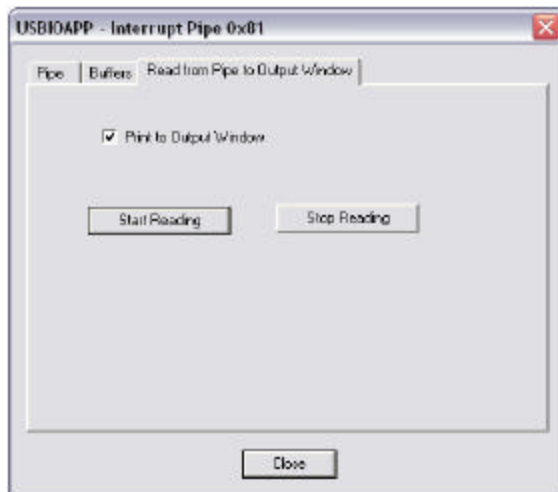 USBIOAPP - Interrupt Pipe 0x81
Pipe Buffers Read from Pipe to Output Window
Print to Output Window
Start Reading Stop Reading
Close